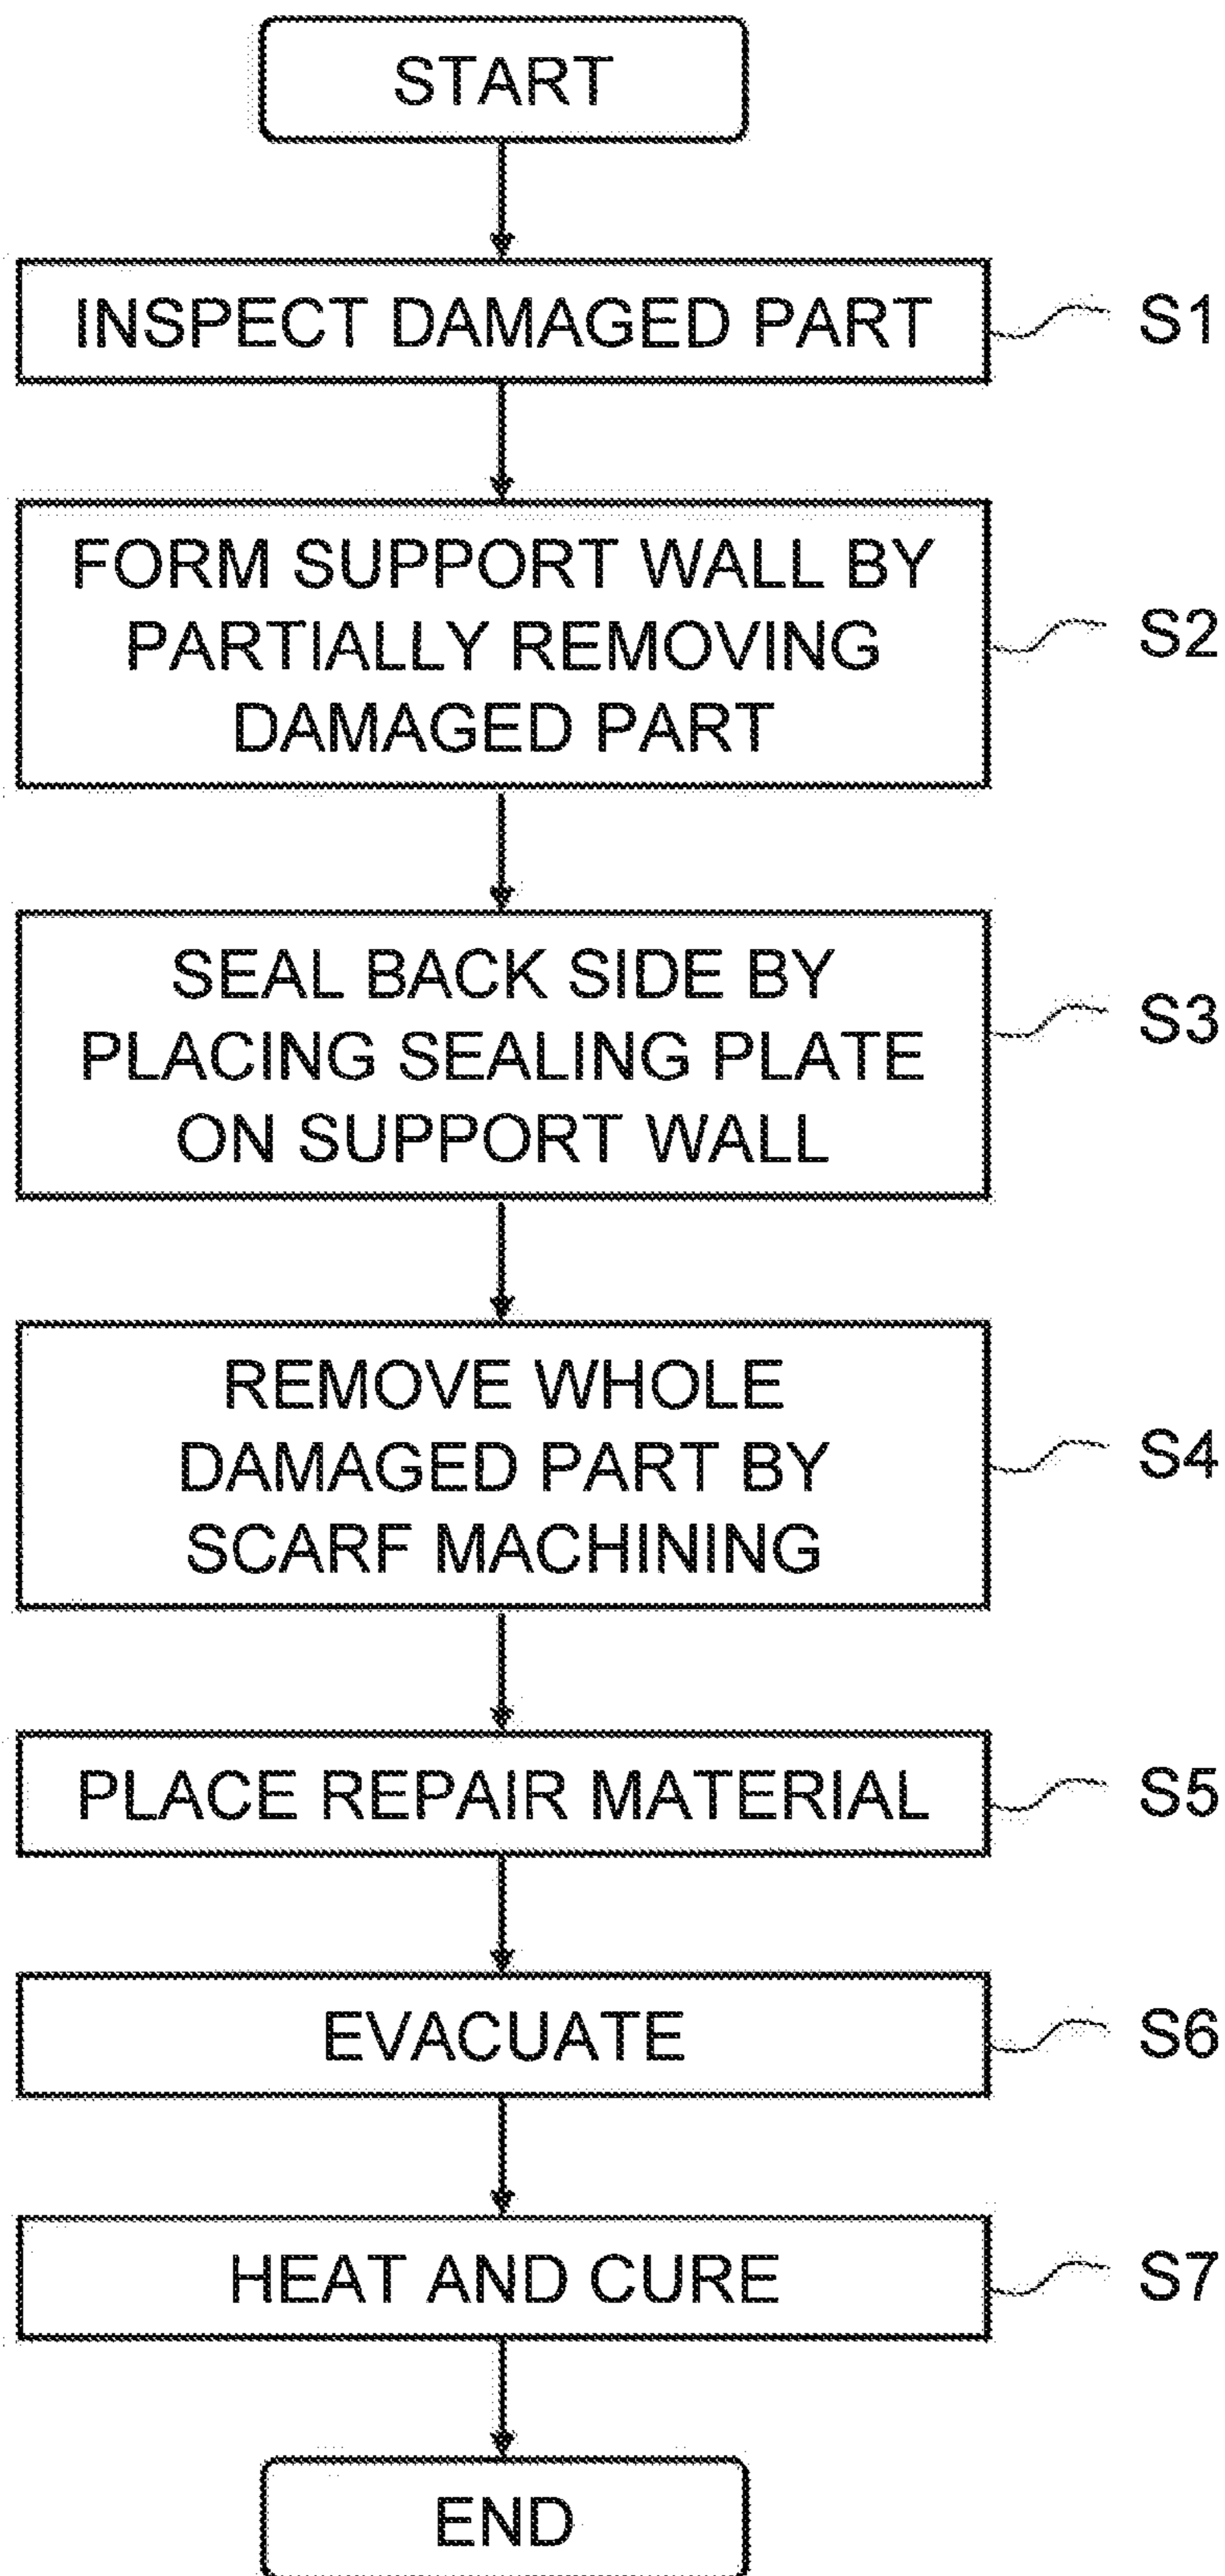 START
INSPECT DAMAGED PART
S1
FORM SUPPORT WALL BY
PARTIALLY REMOVING
DAMAGED PART
S2
SEAL BACK SIDE BY
PLACING SEALING PLATE
ON SUPPORT WALL
S3
REMOVE WHOLE
DAMAGED PART BY
SCARF MACHINING
S4
PLACE REPAIR MATERIAL
S5
EVACUATE
S6
HEAT AND CURE
S7
END